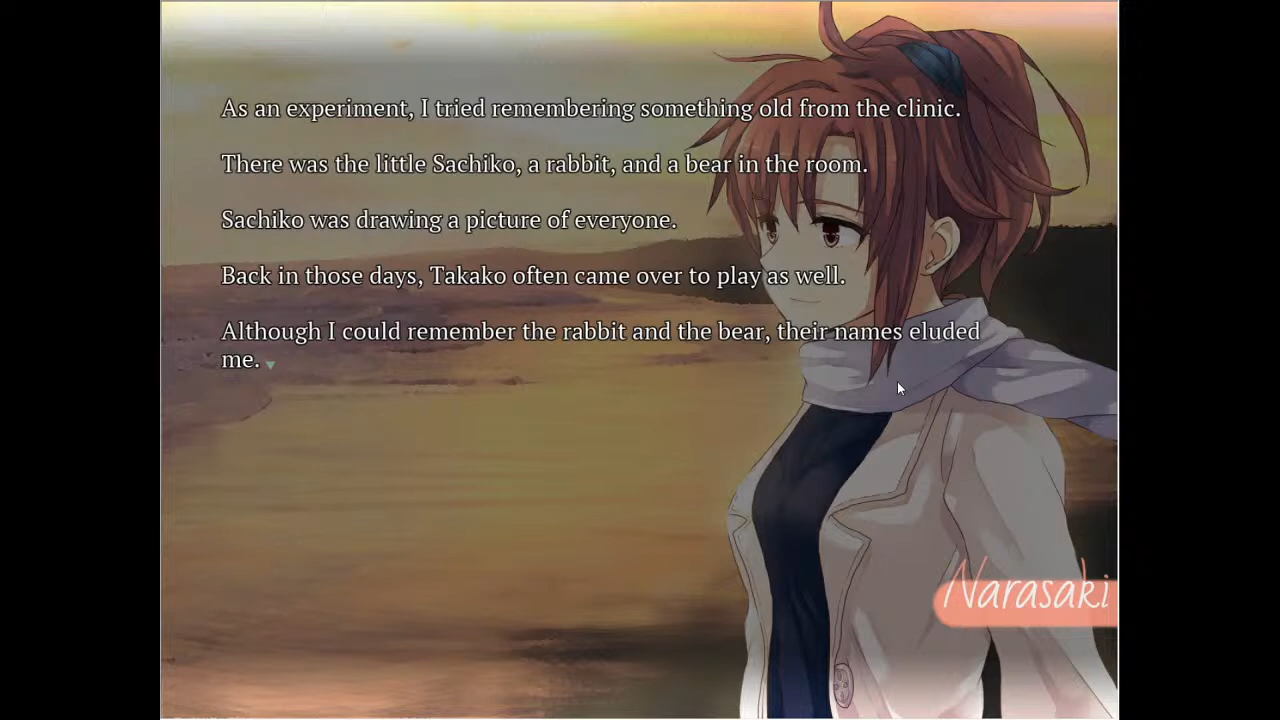 As an experiment, I tried remembering something old from the clinic.
There was the little Sachiko, a rabbit, and a bear in the room.
Sachiko was drawing a picture of everyone.
Back in those days, Takako often came over to play as well.
Although I could remember the rabbit and the bear, their names eluded
me.
Narasaki